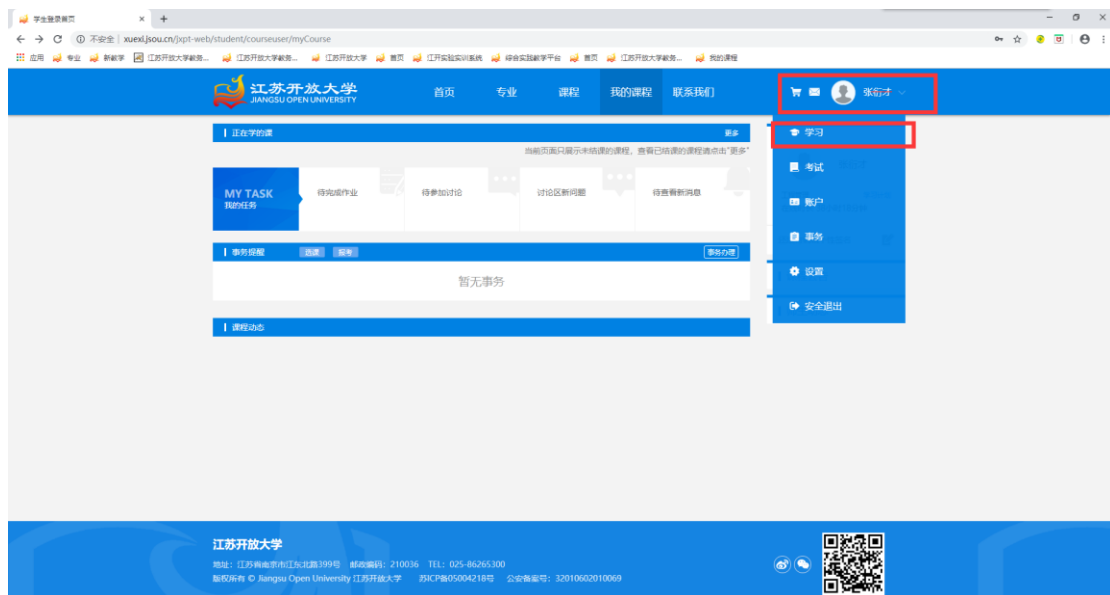 学生登录首页 × +
不安全 | xuexi.jsou.cn/jxpt-web/student/courseuser/myCourse
应用 专业 新教学 江苏开放大学教务... 江苏开放大学教务... 江苏开放大学 首页 江开实验实训系统 综合实践教学平台 首页 江苏开放大学教务... 我的课程
江苏开放大学
JIANGSU OPEN UNIVERSITY
首页 专业 课程 我的课程 联系我们
正在学的课 更多
当前页面只展示未结课的课程，查看已结课的课程请点击"更多"
MY TASK
我的任务
待完成作业 待参加讨论 讨论区新问题 待查看新消息
事务提醒 选课 报考 事务办理
暂无事务
课程动态
学习
考试
账户
事务
设置
安全退出
江苏开放大学
地址：江苏省南京市江东北路399号 邮政编码：210036 TEL：025-86265300
版权所有 © Jiangsu Open University 江苏开放大学 苏ICP备05004218号 公安备案号：32010602010069